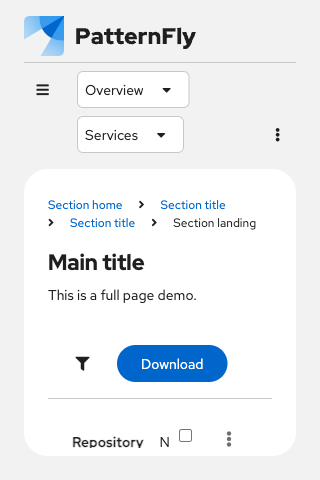 PatternFly
Overview
Services
Section home Section title
Section title Section landing
Main title
This is a full page demo.
Download
Repository N